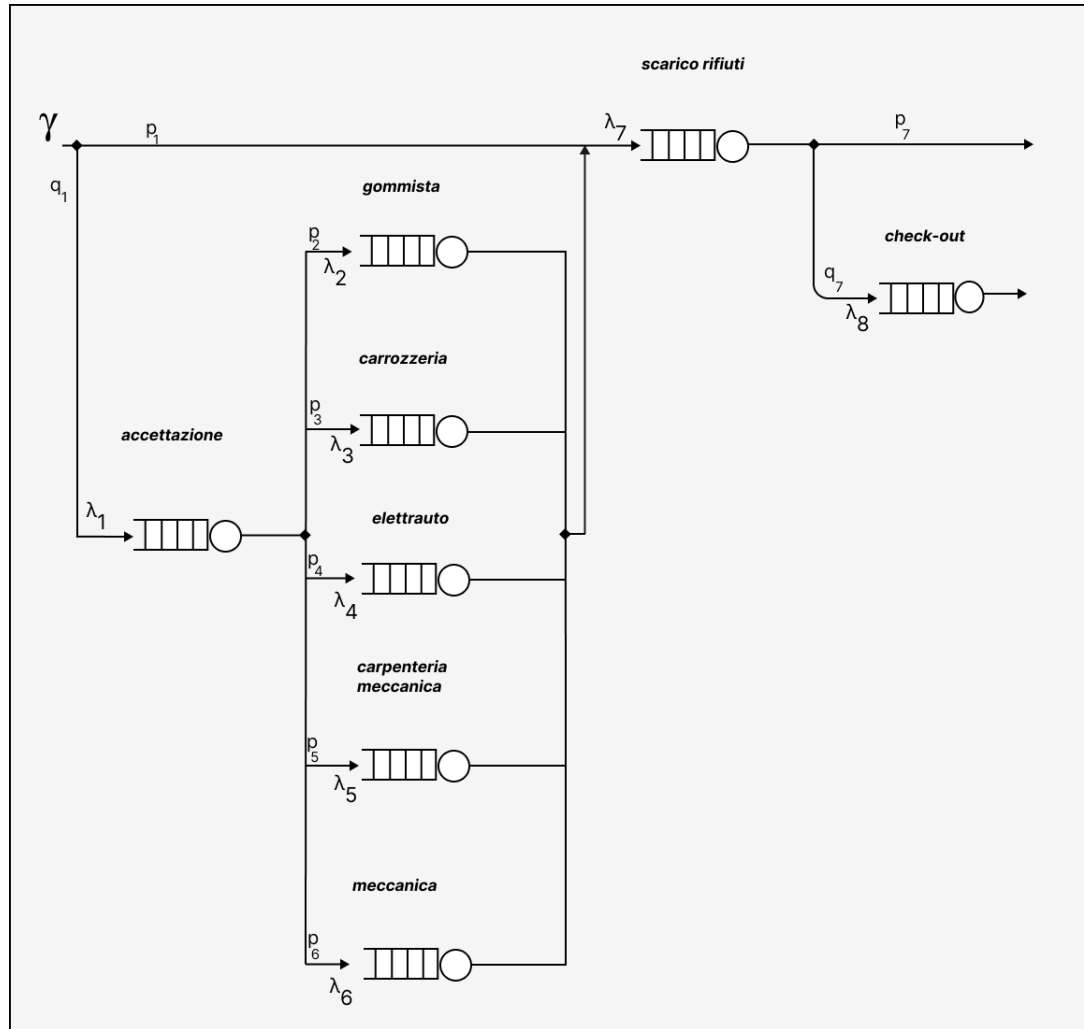 scarico rifiuti
γ
p1
λ7
p7
q1
gommista
p2
λ2
check-out
q7
λ8
carrozzeria
p3
λ3
accettazione
λ1
elettrauto
p4
λ4
carpenteria
meccanica
p5
λ5
meccanica
p6
λ6